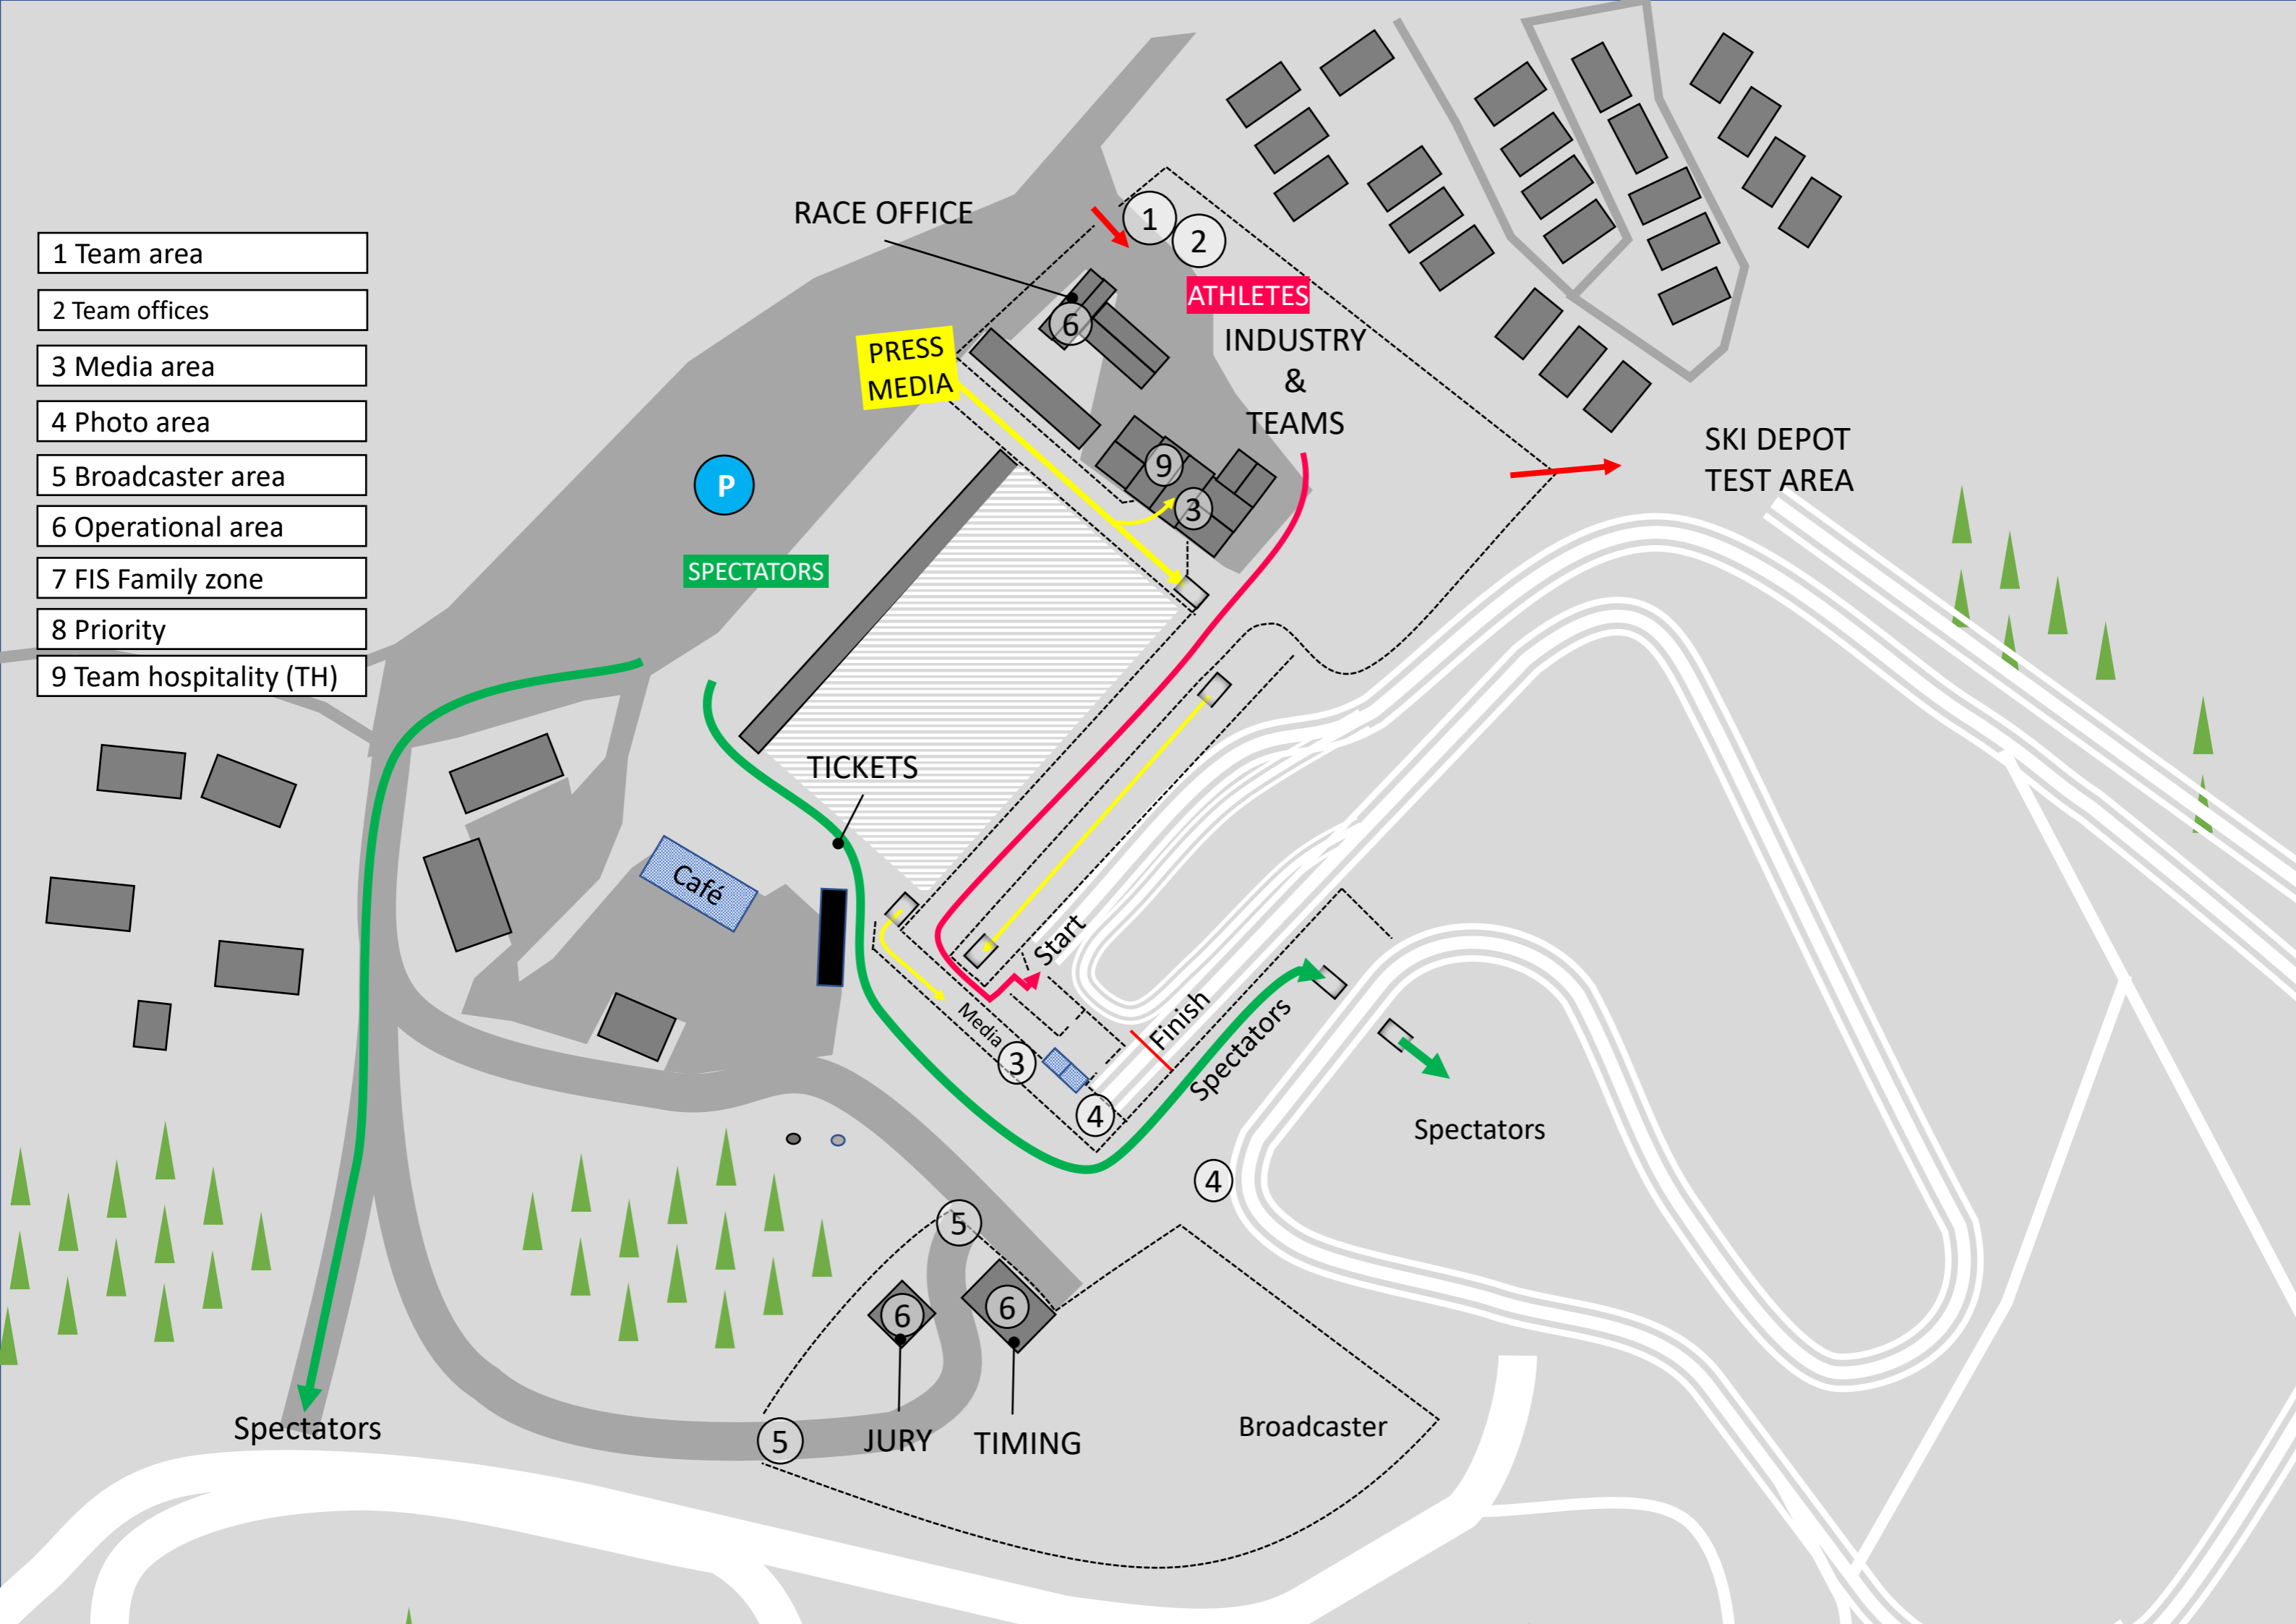 1 Team area
2 Team offices
3 Media area
4 Photo area
5 Broadcaster area
6 Operational area
7 FIS Family zone
8 Priority
9 Team hospitality (TH)
RACE OFFICE
1
2
ATHLETES
6
PRESS
MEDIA
INDUSTRY
&
TEAMS
9
3
SKI DEPOT
TEST AREA
P
SPECTATORS
TICKETS
Café
Start
Finish
Media
3
4
Spectators
Spectators
4
5
6
6
5
JURY
TIMING
Broadcaster
Spectators